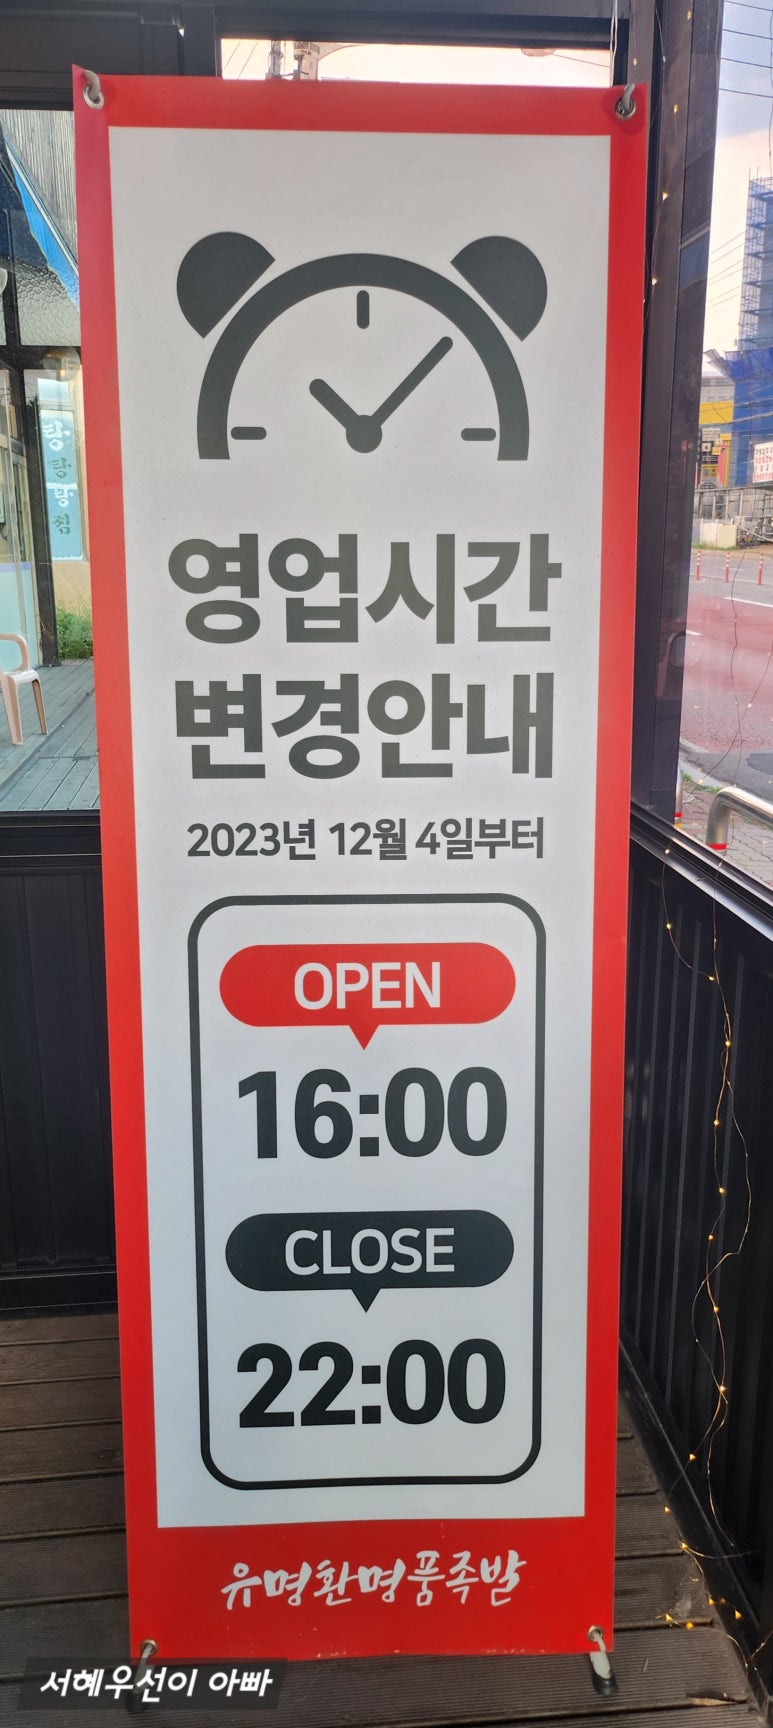 영업시간
변경안내
2023년 12월 4일부터
OPEN
16:00
CLOSE
22:00
유명한명품족발
서혜우선이 아빠